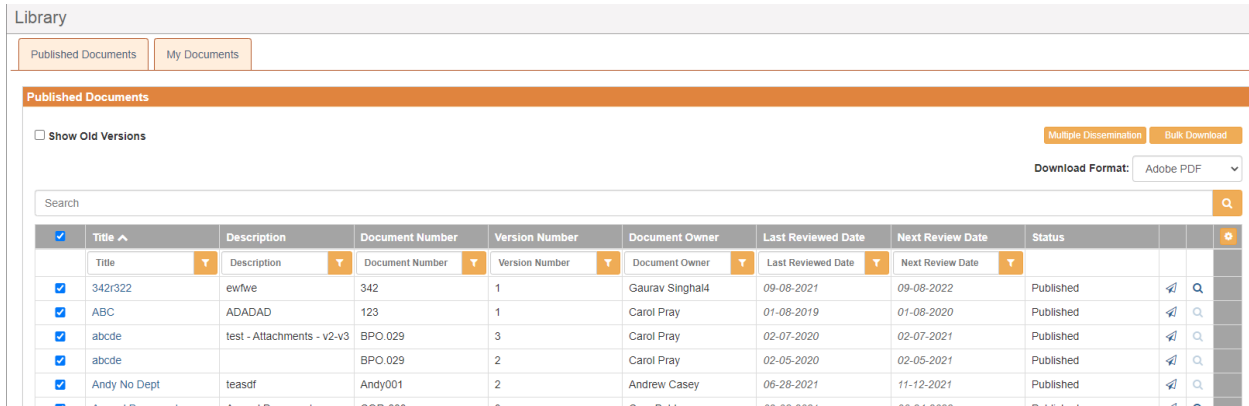 Library
Published Documents My Documents
Published Documents
Show Old Versions Multiple Dissemination Bulk Download
Download Format: Adobe PDF
Search
Title Description Document Number Version Number Document Owner Last Reviewed Date Next Review Date Status
Title Description Document Number Version Number Document Owner Last Reviewed Date Next Review Date
342r322 ewfwe 342 1 Gaurav Singhal4 09-08-2021 09-08-2022 Published
ABC ADADAD 123 1 Carol Pray 01-08-2019 01-08-2020 Published
abcde test - Attachments - v2-v3 BPO.029 3 Carol Pray 02-07-2020 02-07-2021 Published
abcde BPO.029 2 Carol Pray 02-05-2020 02-05-2021 Published
Andy No Dept teasdf Andy001 2 Andrew Casey 06-28-2021 11-12-2021 Published